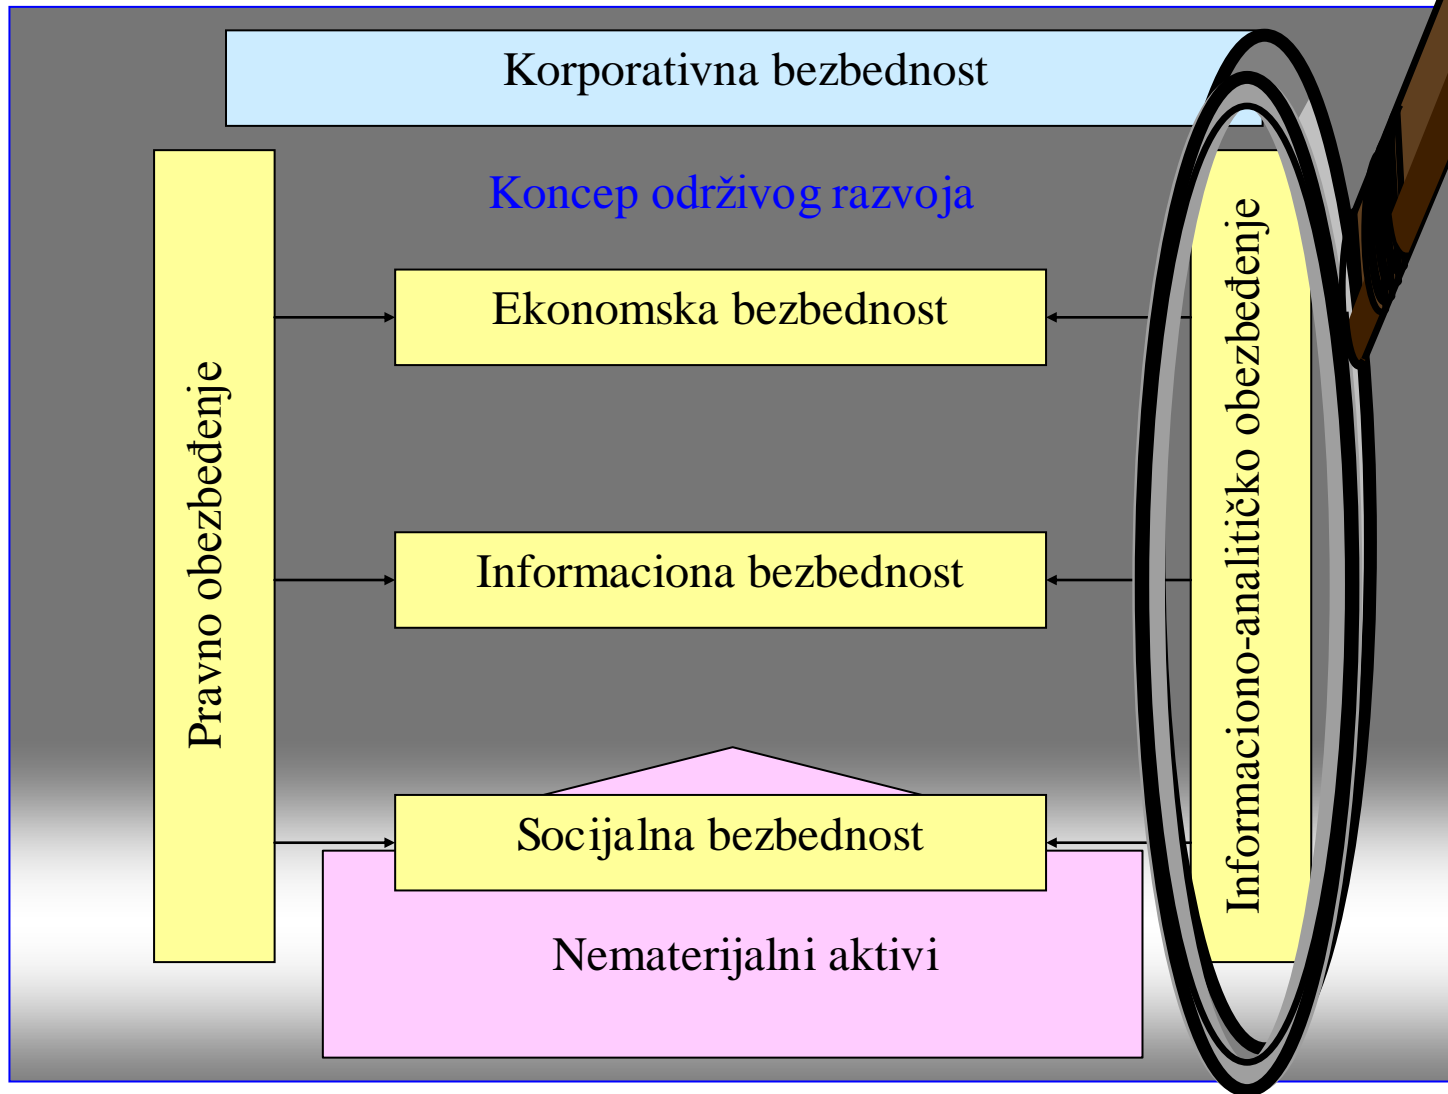 Korporativna bezbednost
Koncep održivog razvoja
Ekonomska bezbednost
Pravno obezbeđenje
Informaciono-analitičko obezbeđenje
Informaciona bezbednost
Socijalna bezbednost
Nematerijalni aktivi